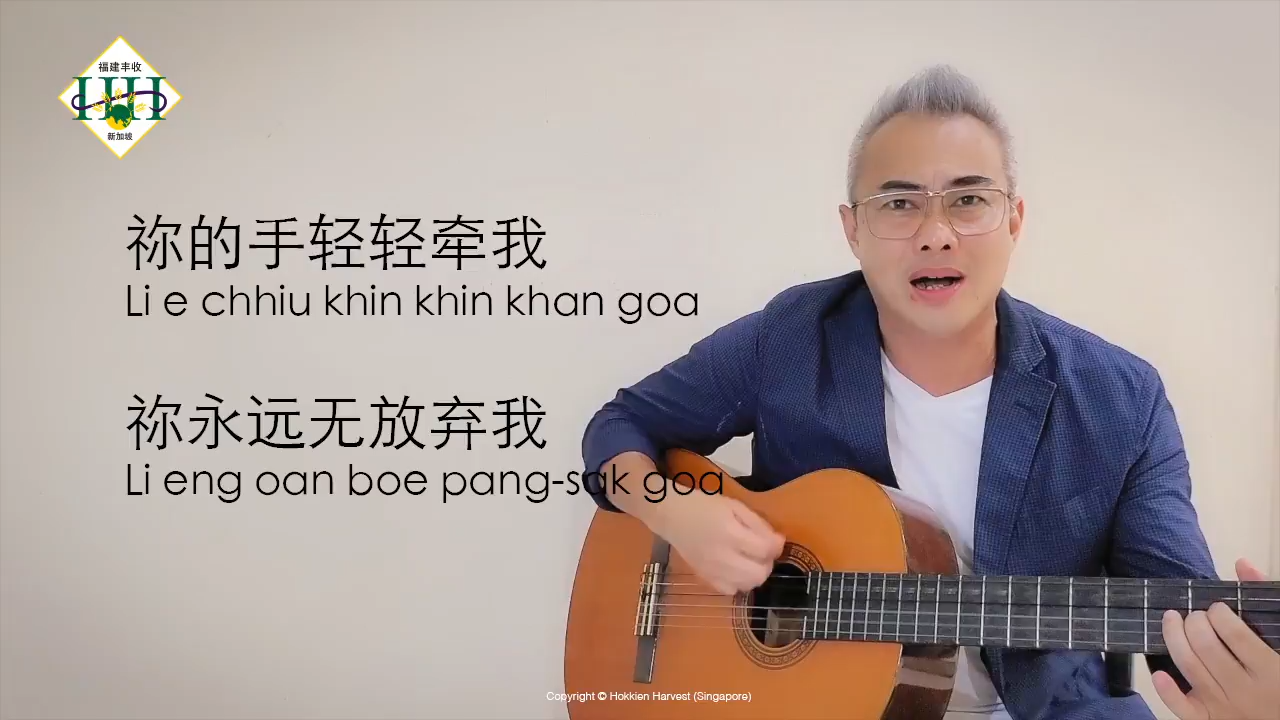 福建丰收
HH
新加坡
祢的手轻轻牵我
Li e chhiu khin khin khan goa
祢永远无放弃我
Li eng oan boe pang-sak goa
Copyright © Hokkien Harvest (Singapore)